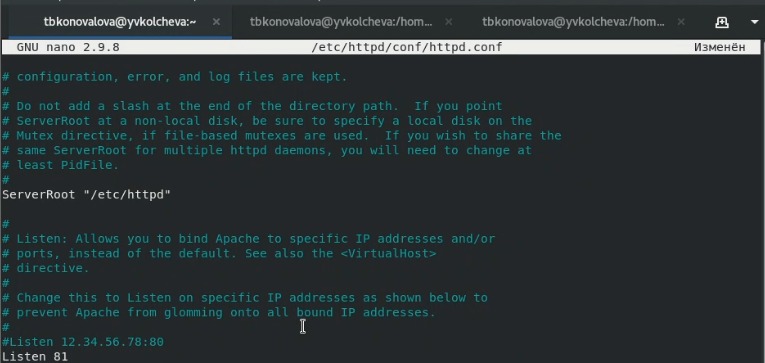 tbkonovalova@yvkolcheva:~ × tbkonovalova@yvkolcheva:/hom... × tbkonovalova@yvkolcheva:/hom... ×
GNU nano 2.9.8 /etc/httpd/conf/httpd.conf Изменён
# configuration, error, and log files are kept.
#
# Do not add a slash at the end of the directory path.  If you point
# ServerRoot at a non-local disk, be sure to specify a local disk on the
# Mutex directive, if file-based mutexes are used.  If you wish to share the
# same ServerRoot for multiple httpd daemons, you will need to change at
# least PidFile.
#
ServerRoot "/etc/httpd"
#
# Listen: Allows you to bind Apache to specific IP addresses and/or
# ports, instead of the default. See also the <VirtualHost>
# directive.
#
# Change this to Listen on specific IP addresses as shown below to
# prevent Apache from glomming onto all bound IP addresses.
#
#Listen 12.34.56.78:80
Listen 81